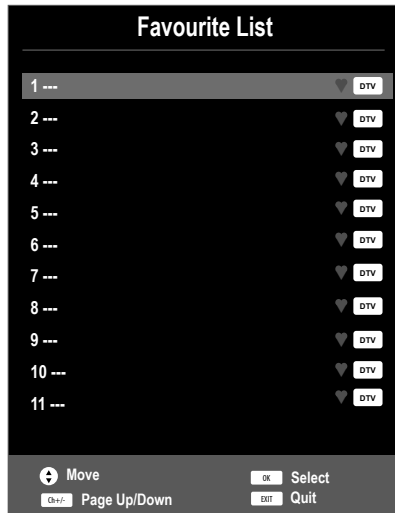 Favourite List
1 --- DTV
2 --- DTV
3 --- DTV
4 --- DTV
5 --- DTV
6 --- DTV
7 --- DTV
8 --- DTV
9 --- DTV
10 --- DTV
11 --- DTV
Move OK Select
Ch+/- Page Up/Down EXIT Quit